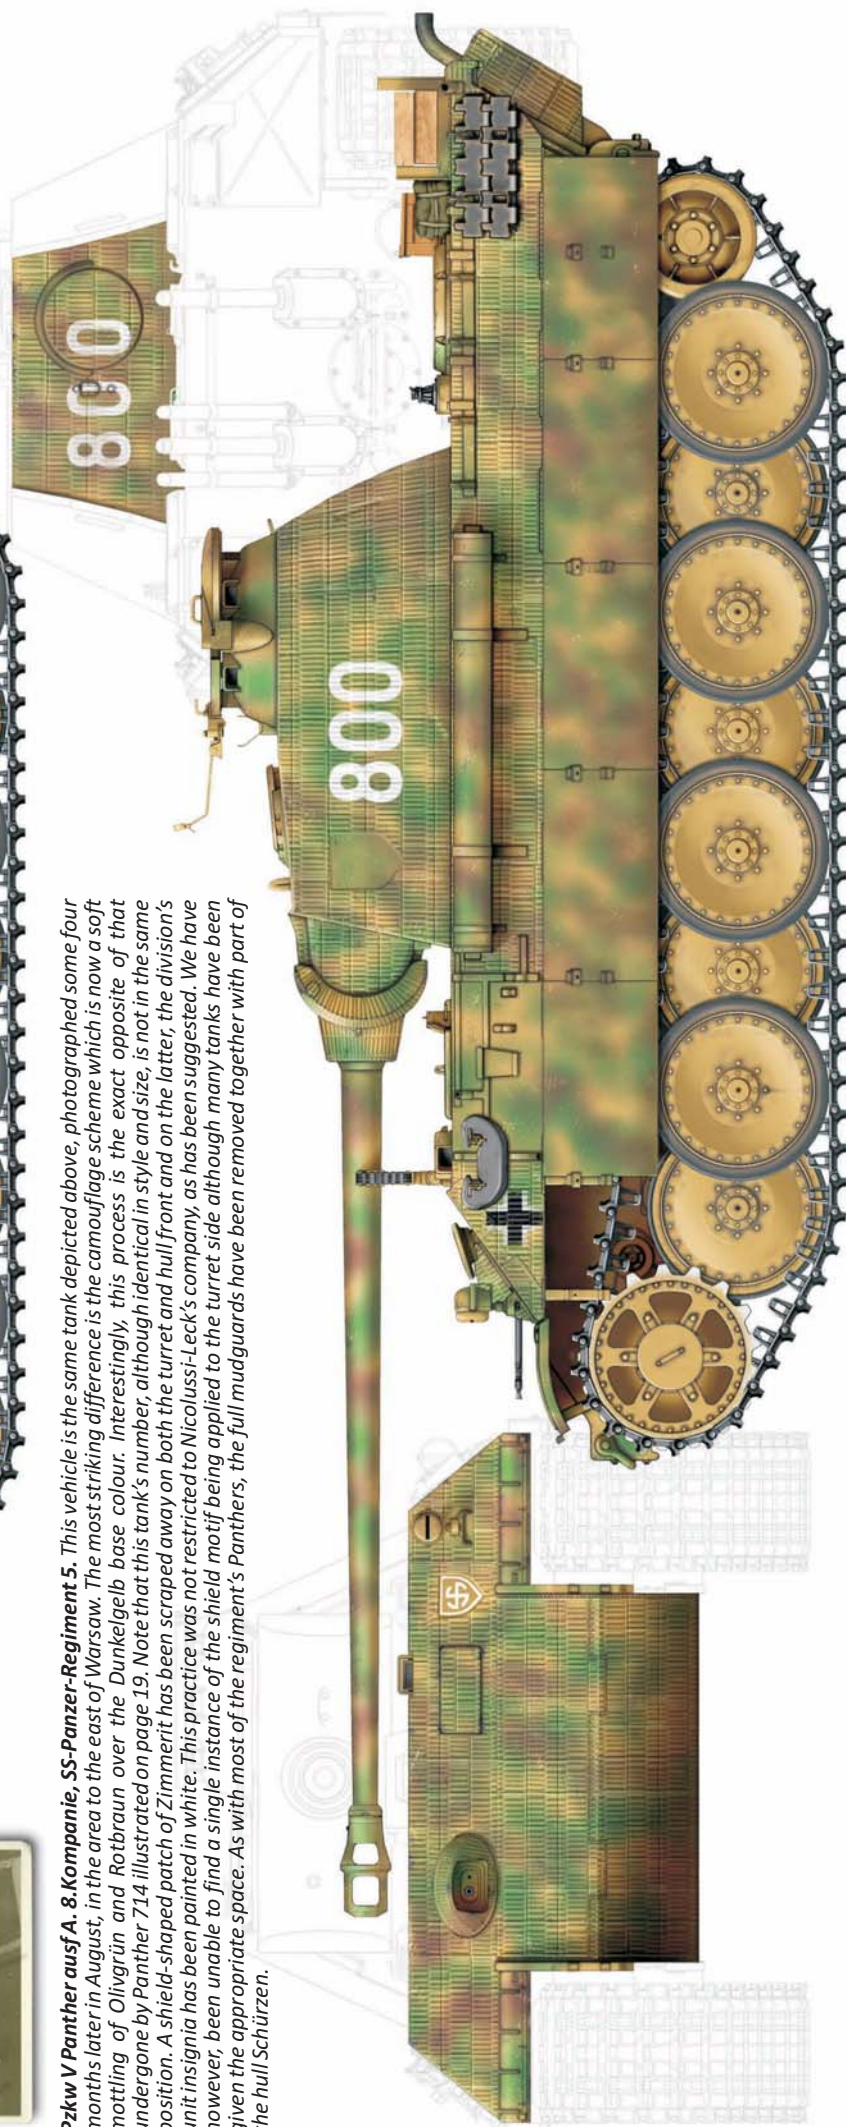 Pzkw V Panther ausf A. 8.Kompanie, SS-Panzer-Regiment 5. This vehicle is the same tank depicted above, photographed some four
months later in August, in the area to the east of Warsaw. The most striking difference is the camouflage scheme which is now a soft
mottling of Olivgrün and Rotbraun over the Dunkelgelb base colour. Interestingly, this process is the exact opposite of that
undergone by Panther 714 illustrated on page 19. Note that this tank's number, although identical in style and size, is not in the same
position. A shield-shaped patch of Zimmerit has been scraped away on both the turret and hull front and on the latter, the division's
unit insignia has been painted in white. This practice was not restricted to Nicolussi-Leck's company, as has been suggested. We have
however, been unable to find a single instance of the shield motif being applied to the turret side although many tanks have been
given the appropriate space. As with most of the regiment's Panthers, the full mudguards have been removed together with part of
the hull Schürzen.
800
800